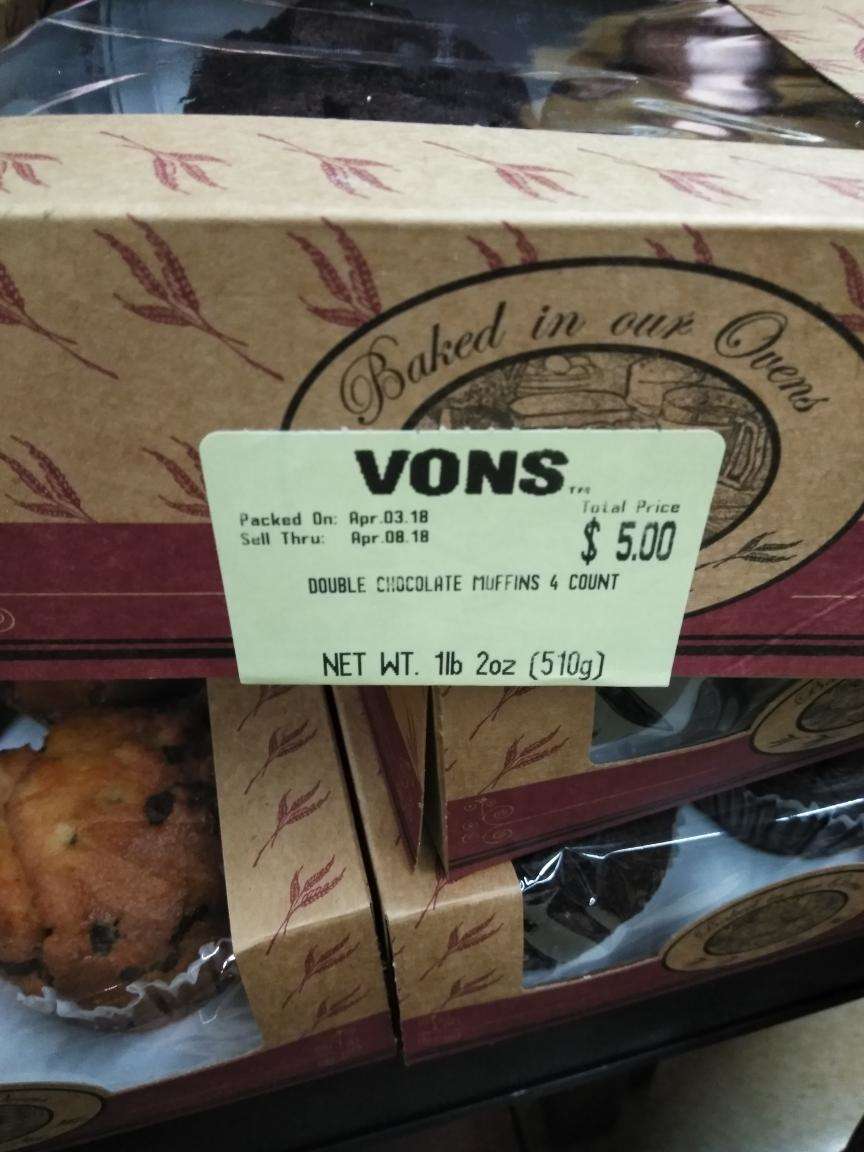 Baked in our Ovens
VONS™
Total Price
Packed On: Apr.03.18
$ 5.00
Sell Thru: Apr.08.18
DOUBLE CHOCOLATE MUFFINS 4 COUNT
NET WT. 1lb 2oz (510g)